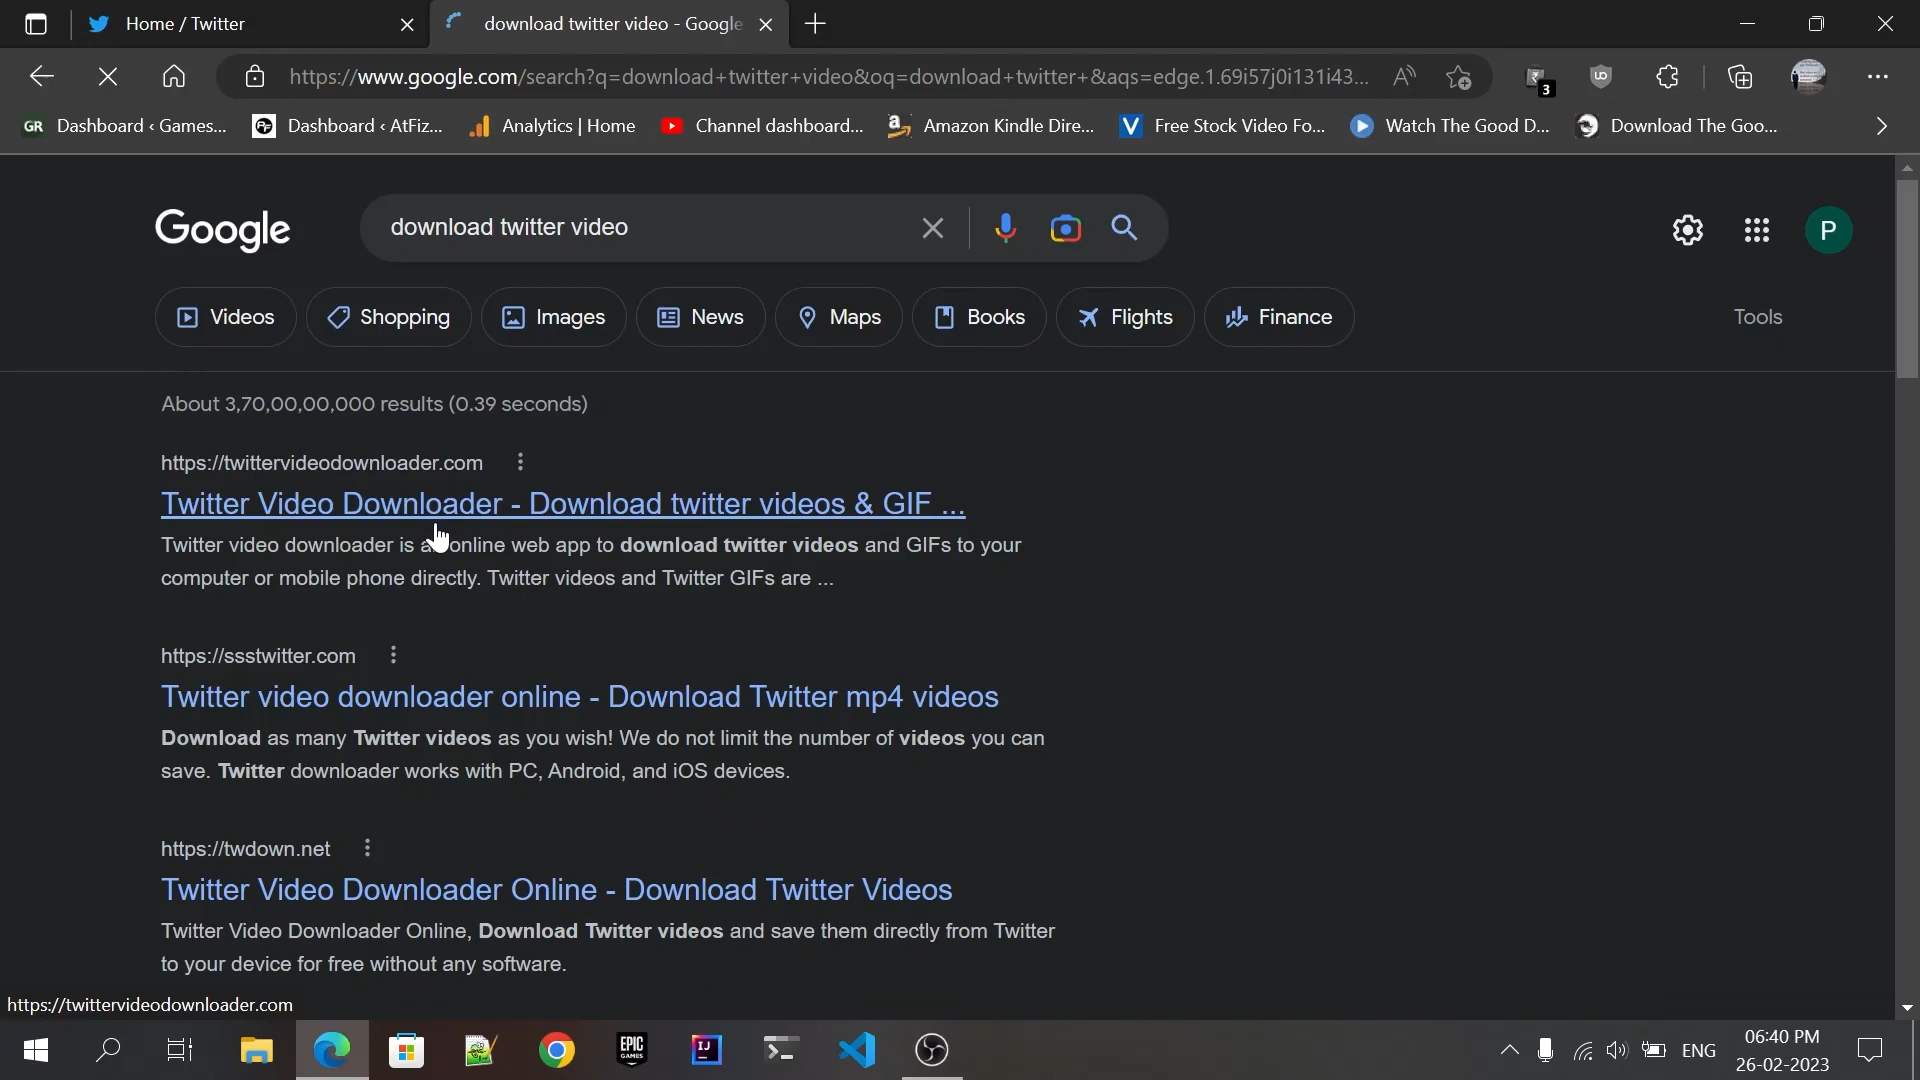 Home / Twitter
download twitter video - Google
https://www.google.com/search?q=download+twitter+video&oq=download+twitter+&aqs=edge.1.69i57j0i131i43...
3
GR Dashboard ‹ Games...
AF Dashboard ‹ AtFiz...
Analytics | Home
Channel dashboard...
Amazon Kindle Dire...
V Free Stock Video Fo...
Watch The Good D...
Download The Goo...
Google
download twitter video
P
Videos
Shopping
Images
News
Maps
Books
Flights
Finance
Tools
About 3,70,00,00,000 results (0.39 seconds)
https://twittervideodownloader.com
Twitter Video Downloader - Download twitter videos & GIF ...
Twitter video downloader is an online web app to download twitter videos and GIFs to your
computer or mobile phone directly. Twitter videos and Twitter GIFs are ...
https://ssstwitter.com
Twitter video downloader online - Download Twitter mp4 videos
Download as many Twitter videos as you wish! We do not limit the number of videos you can
save. Twitter downloader works with PC, Android, and iOS devices.
https://twdown.net
Twitter Video Downloader Online - Download Twitter Videos
Twitter Video Downloader Online, Download Twitter videos and save them directly from Twitter
to your device for free without any software.
https://twittervideodownloader.com
EPIC GAMES
IJ
ENG
06:40 PM
26-02-2023